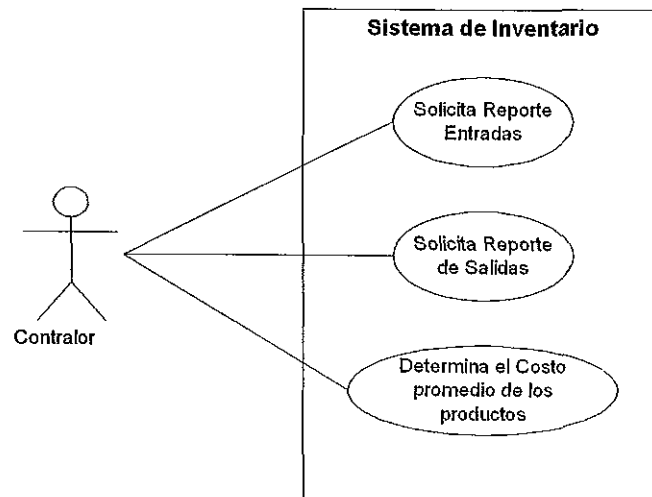 Sistema de Inventario
Solicita Reporte
Entradas
Solicita Reporte
de Salidas
Contralor
Determina el Costo
promedio de los
productos